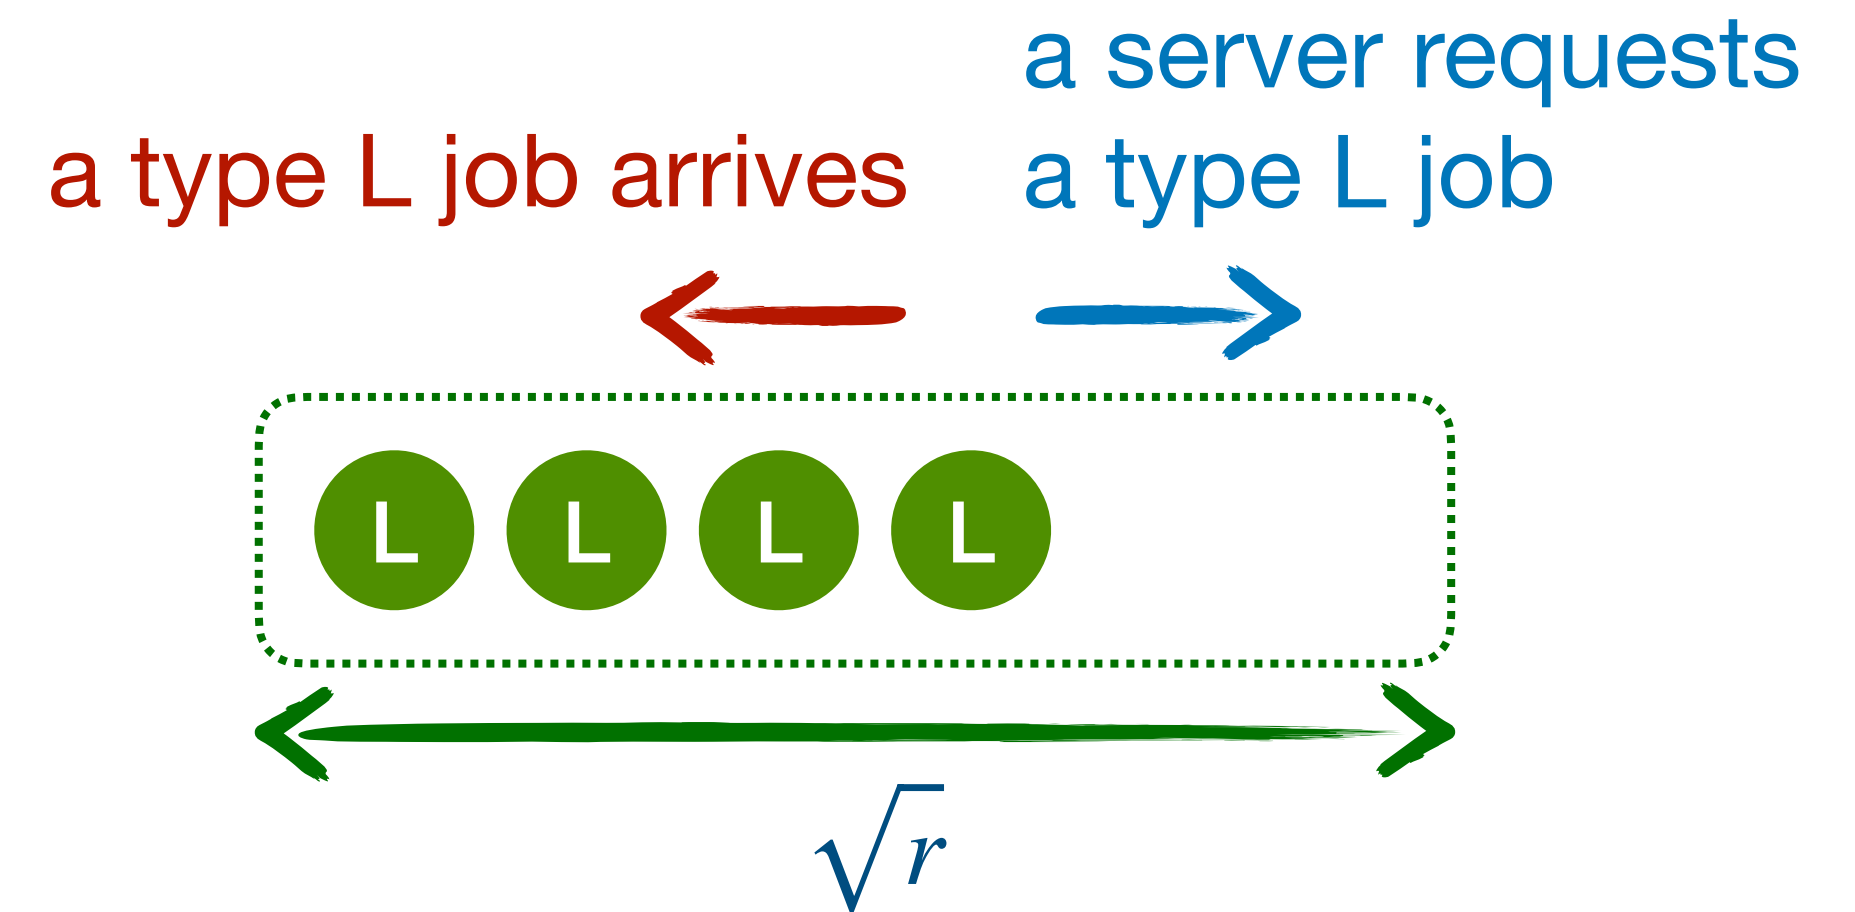 a server requests
a type L job arrives
a type L job
L L L L
√r